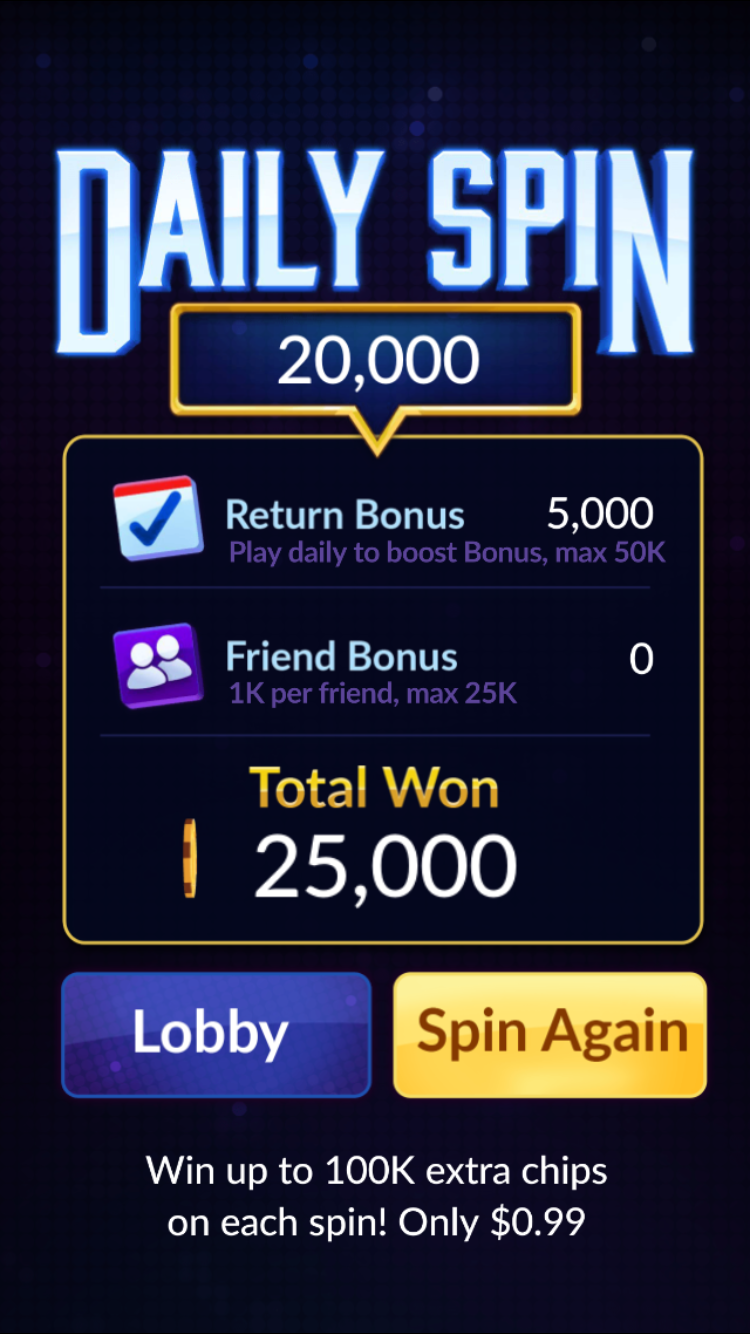 DAILY SPIN
20,000
Return Bonus 5,000
Play daily to boost Bonus, max 50K
Friend Bonus 0
1K per friend, max 25K
Total Won
25,000
Lobby Spin Again
Win up to 100K extra chips
on each spin! Only $0.99